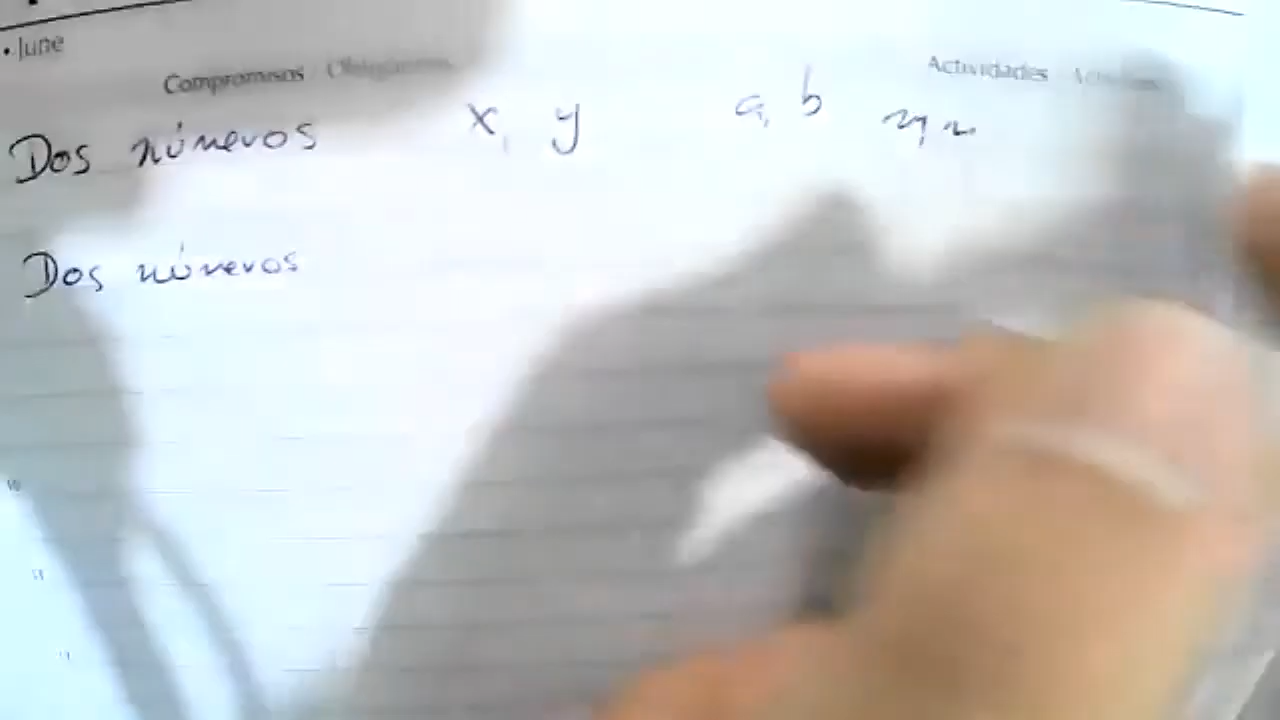 • June
Compromisos Actividades
Dos números x, y a, b m, n
Dos números